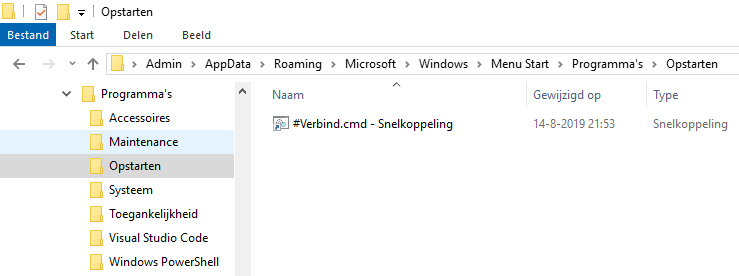 Opstarten
Bestand Start Delen Beeld
Admin AppData Roaming Microsoft Windows Menu Start Programma's Opstarten
Programma's
Accessoires
Maintenance
Opstarten
Systeem
Toegankelijkheid
Visual Studio Code
Windows PowerShell
Naam Gewijzigd op Type
#Verbind.cmd - Snelkoppeling 14-8-2019 21:53 Snelkoppeling